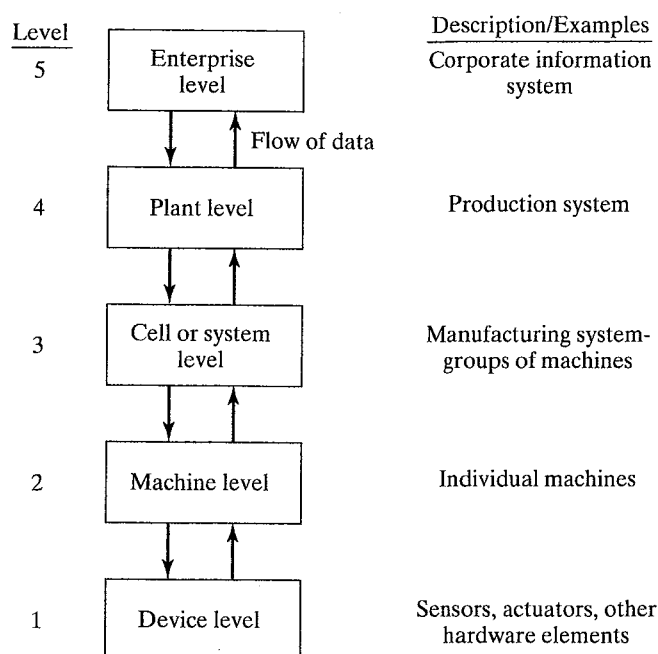 Level
Description/Examples
5
Enterprise
level
Corporate information
system
Flow of data
4
Plant level
Production system
3
Cell or system
level
Manufacturing system-
groups of machines
2
Machine level
Individual machines
1
Device level
Sensors, actuators, other
hardware elements